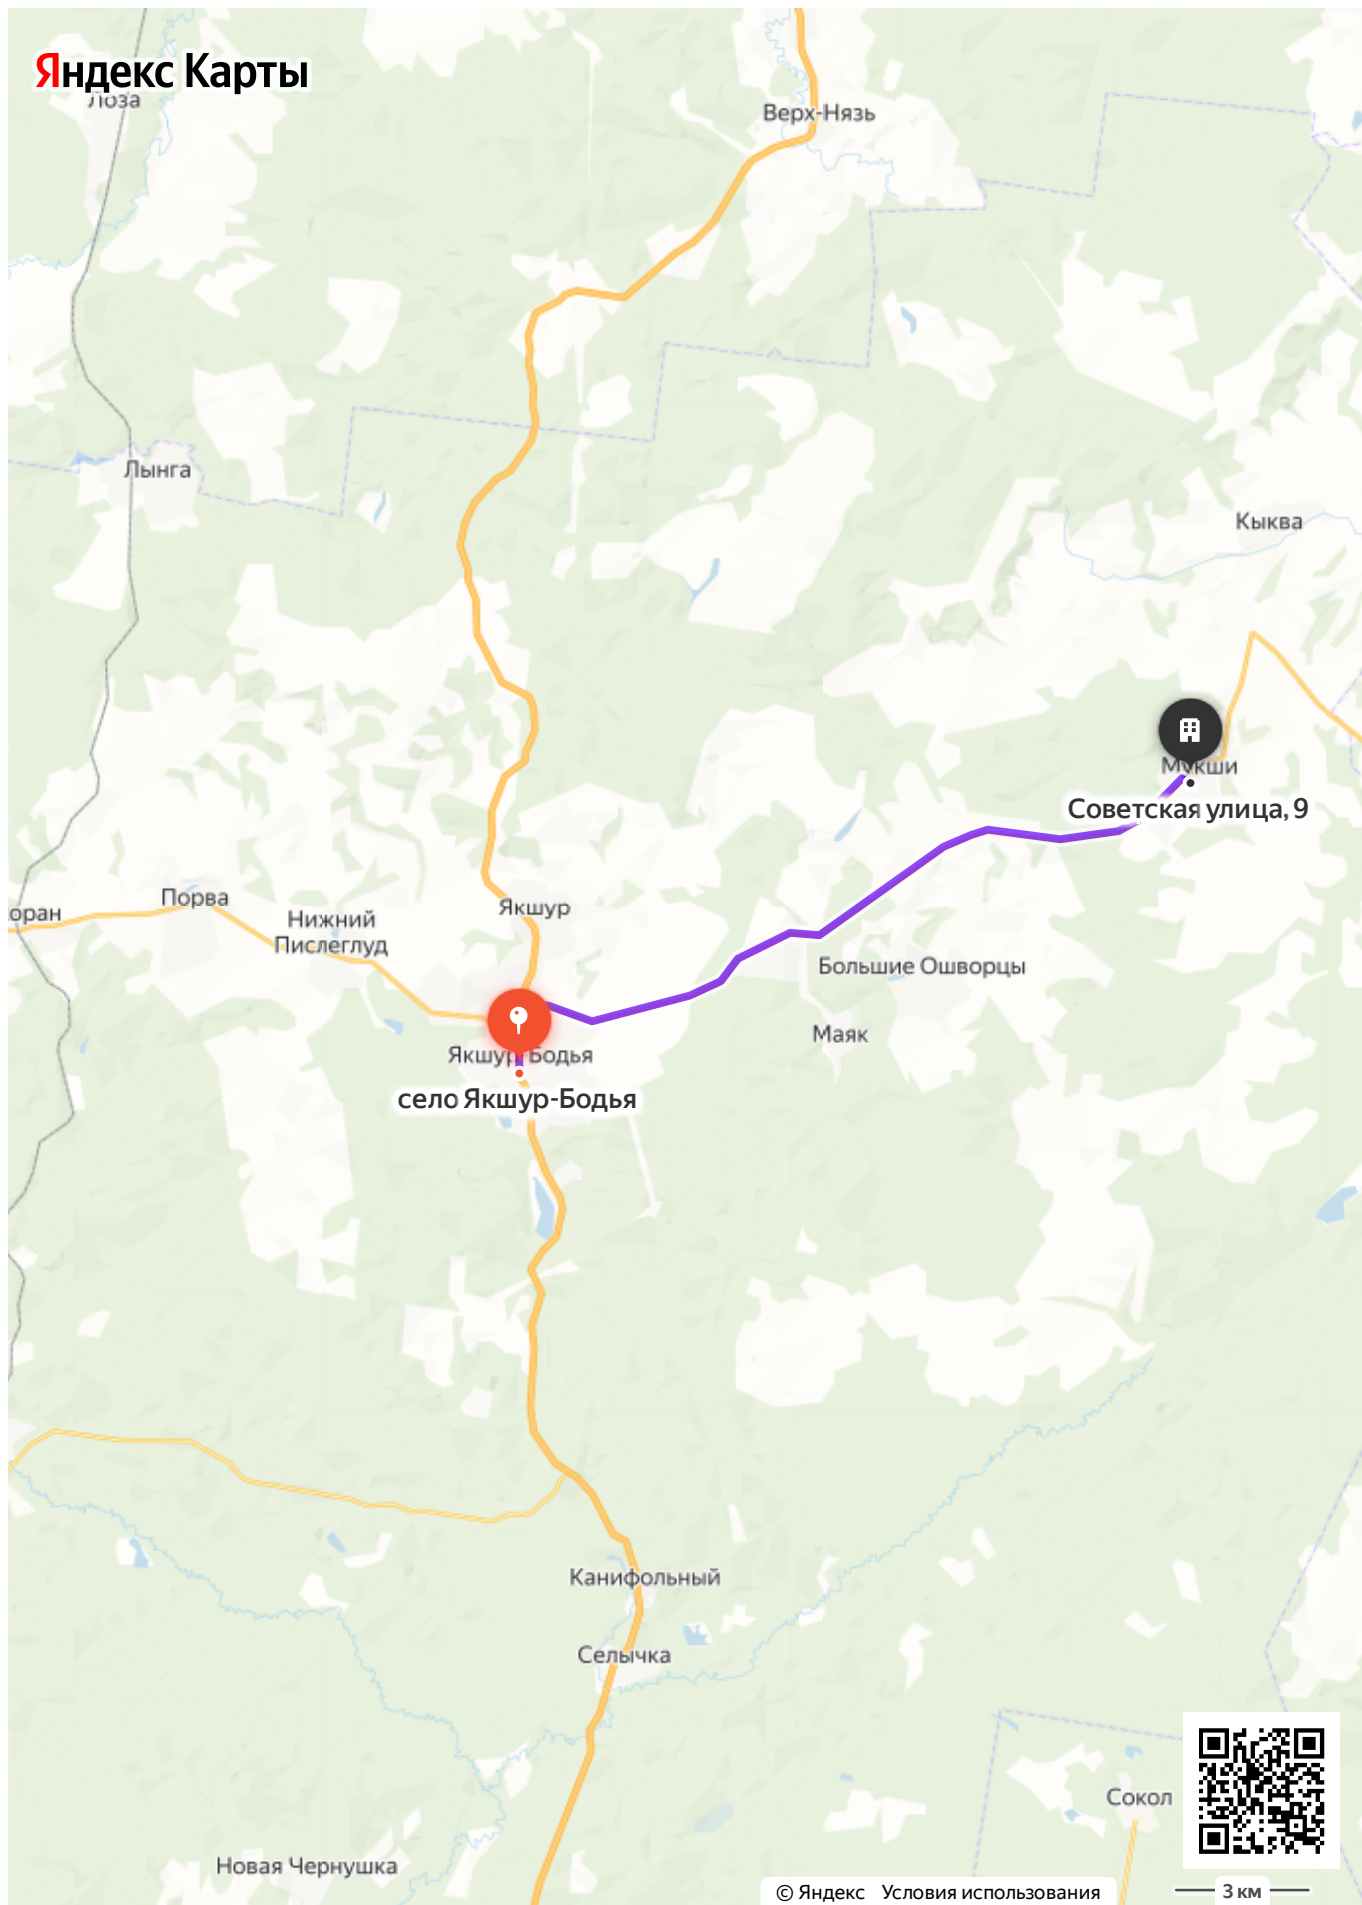 Яндекс Карты
Лоза
Верх-Нязь
Лынга
Кыква
Мукши
Советская улица, 9
Порва
Якшур
оран
Нижний
Пислеглуд
Большие Ошворцы
Маяк
Якшур-Бодья
село Якшур-Бодья
Канифольный
Селычка
Сокол
Новая Чернушка
© Яндекс Условия использования
3 км